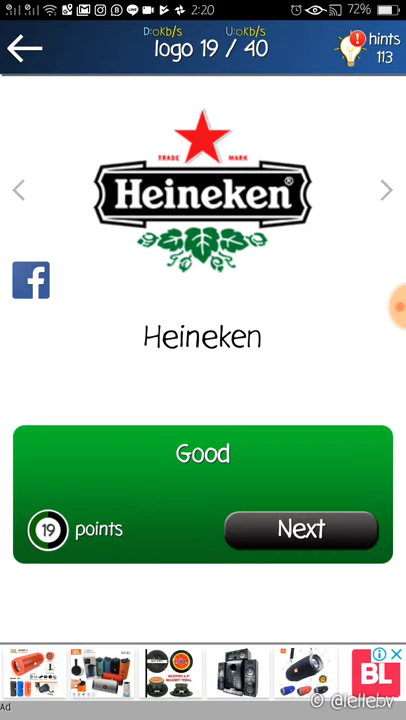 2:20
72%
D:0Kb/s U:0Kb/s
logo 19 / 40
hints
113
TRADE MARK
Heineken®
f
Heineken
Good
19 points
Next
BL
Ad